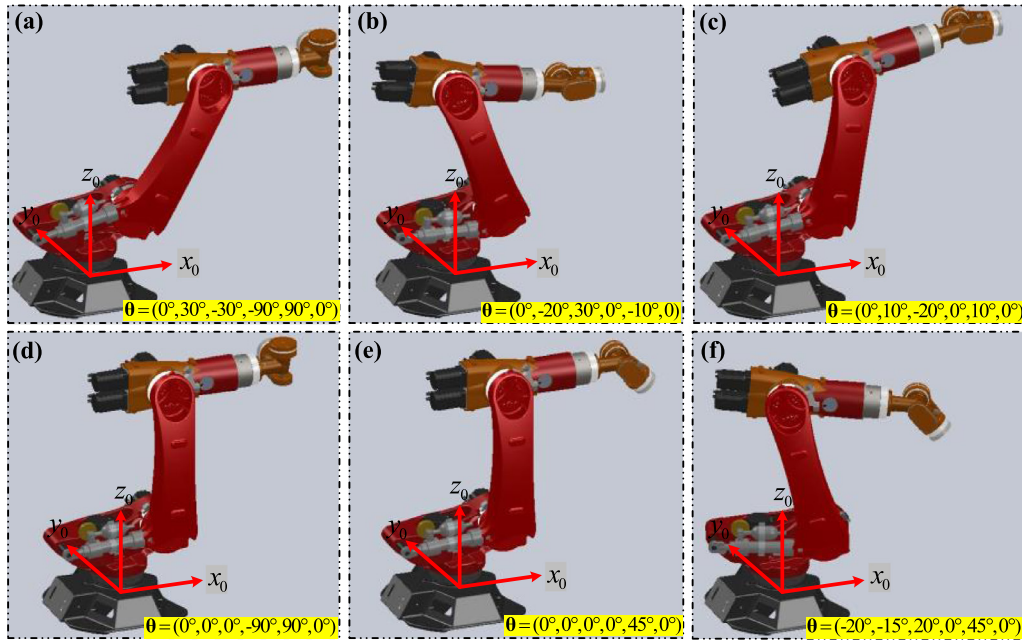 (a)
z₀
y₀
x₀
θ=(0°,30°,-30°,-90°,90°,0°)
(b)
z₀
y₀
x₀
θ=(0°,-20°,30°,0°,-10°,0)
(c)
z₀
y₀
x₀
θ=(0°,10°,-20°,0°,10°,0°)
(d)
z₀
y₀
x₀
θ=(0°,0°,0°,-90°,90°,0°)
(e)
z₀
y₀
x₀
θ=(0°,0°,0°,0°,45°,0°)
(f)
z₀
y₀
x₀
θ=(-20°,-15°,20°,0°,45°,0°)